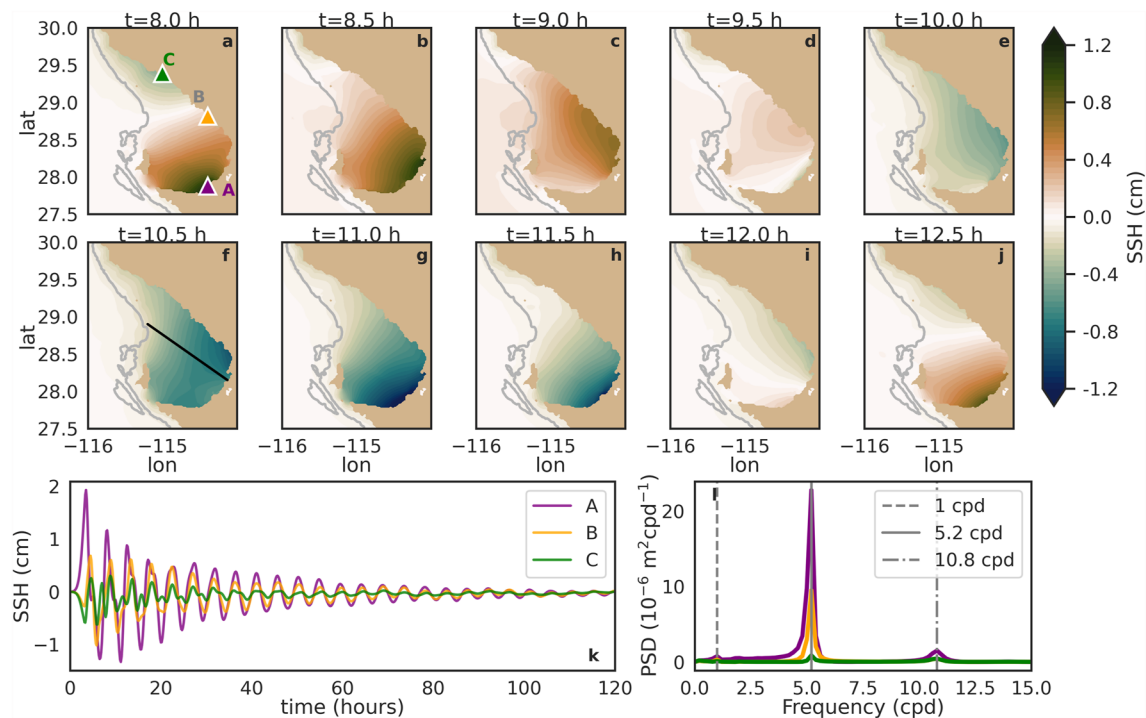 t=8.0 h t=8.5 h t=9.0 h t=9.5 h t=10.0 h
30.0 a b c d e
C
29.5
29.0 B
lat
28.5
28.0 A
27.5
1.2
0.8
0.4
0.0
-0.4
-0.8
-1.2
SSH (cm)
t=10.5 h t=11.0 h t=11.5 h t=12.0 h t=12.5 h
30.0 f g h i j
29.5
29.0
lat
28.5
28.0
27.5
−116 −115 −116 −115 −116 −115 −116 −115 −116 −115
lon lon lon lon lon
2
1
0
−1
SSH (cm)
A
B
C
k
0 20 40 60 80 100 120
time (hours)
l
20
10
0
PSD (10⁻⁶ m²cpd⁻¹)
1 cpd
5.2 cpd
10.8 cpd
0.0 2.5 5.0 7.5 10.0 12.5 15.0
Frequency (cpd)